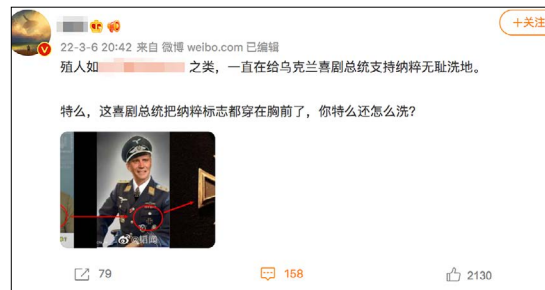 +关注
22-3-6 20:42 来自 微博 weibo.com 已编辑
殖人如 之类，一直在给乌克兰喜剧总统支持纳粹无耻洗地。
特么，这喜剧总统把纳粹标志都穿在胸前了，你特么还怎么洗？
79
158
2130